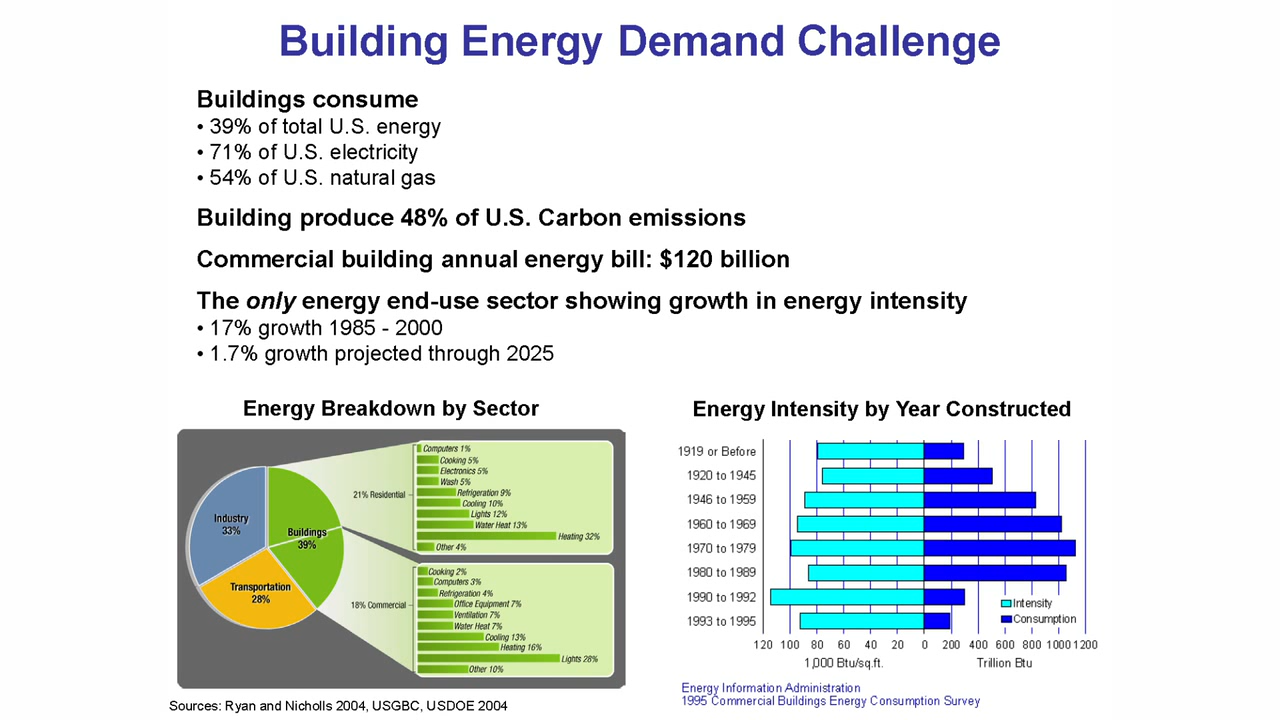 Building Energy Demand Challenge
Buildings consume
• 39% of total U.S. energy
• 71% of U.S. electricity
• 54% of U.S. natural gas
Building produce 48% of U.S. Carbon emissions
Commercial building annual energy bill: $120 billion
The only energy end-use sector showing growth in energy intensity
• 17% growth 1985 - 2000
• 1.7% growth projected through 2025
Energy Breakdown by Sector
Industry
33%
Buildings
39%
Transportation
28%
21% Residential
Computers 1%
Cooking 5%
Electronics 5%
Wash 5%
Refrigeration 9%
Cooling 10%
Lights 12%
Water Heat 13%
Heating 32%
Other 4%
18% Commercial
Cooking 2%
Computers 3%
Refrigeration 4%
Office Equipment 7%
Ventilation 7%
Water Heat 7%
Cooling 13%
Heating 16%
Lights 28%
Other 10%
Sources: Ryan and Nicholls 2004, USGBC, USDOE 2004
Energy Intensity by Year Constructed
1919 or Before
1920 to 1945
1946 to 1959
1960 to 1969
1970 to 1979
1980 to 1989
1990 to 1992
1993 to 1995
Intensity
Consumption
120 100 80 60 40 20 0 200 400 600 800 1000 1200
1,000 Btu/sq.ft. Trillion Btu
Energy Information Administration
1995 Commercial Buildings Energy Consumption Survey